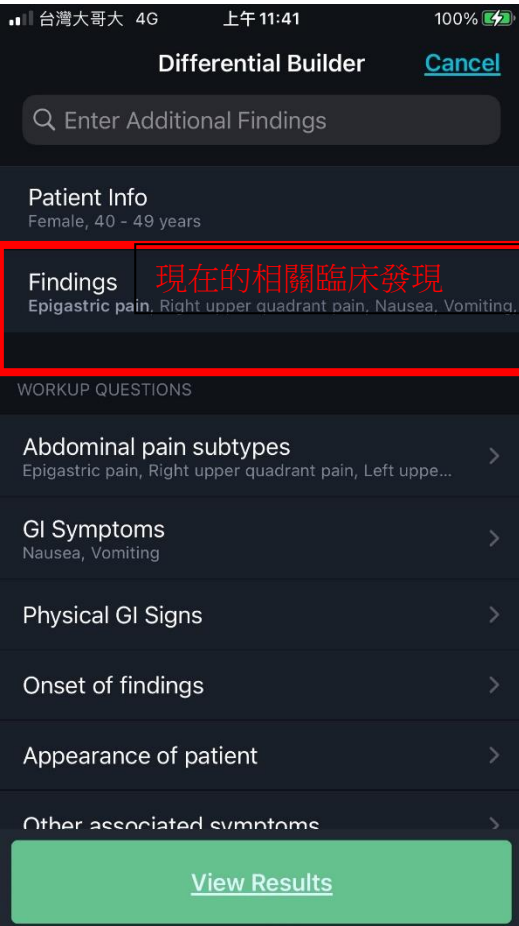 台灣大哥大 4G 上午11:41 100%
Differential Builder Cancel
Enter Additional Findings
Patient Info
Female, 40 - 49 years
Findings 現在的相關臨床發現
Epigastric pain, Right upper quadrant pain, Nausea, Vomiting,
WORKUP QUESTIONS
Abdominal pain subtypes
Epigastric pain, Right upper quadrant pain, Left uppe...
GI Symptoms
Nausea, Vomiting
Physical GI Signs
Onset of findings
Appearance of patient
Other associated symptoms
View Results